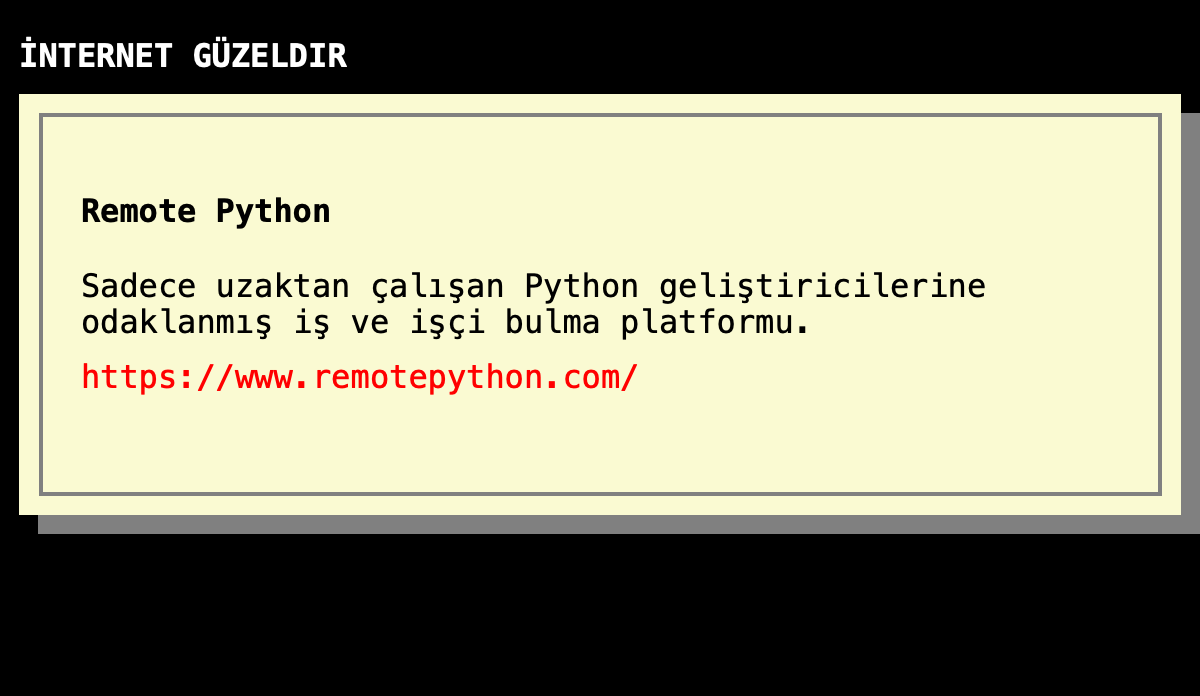 İNTERNET GÜZELDIR
Remote Python
Sadece uzaktan çalışan Python geliştiricilerine
odaklanmış iş ve işçi bulma platformu.
https://www.remotepython.com/